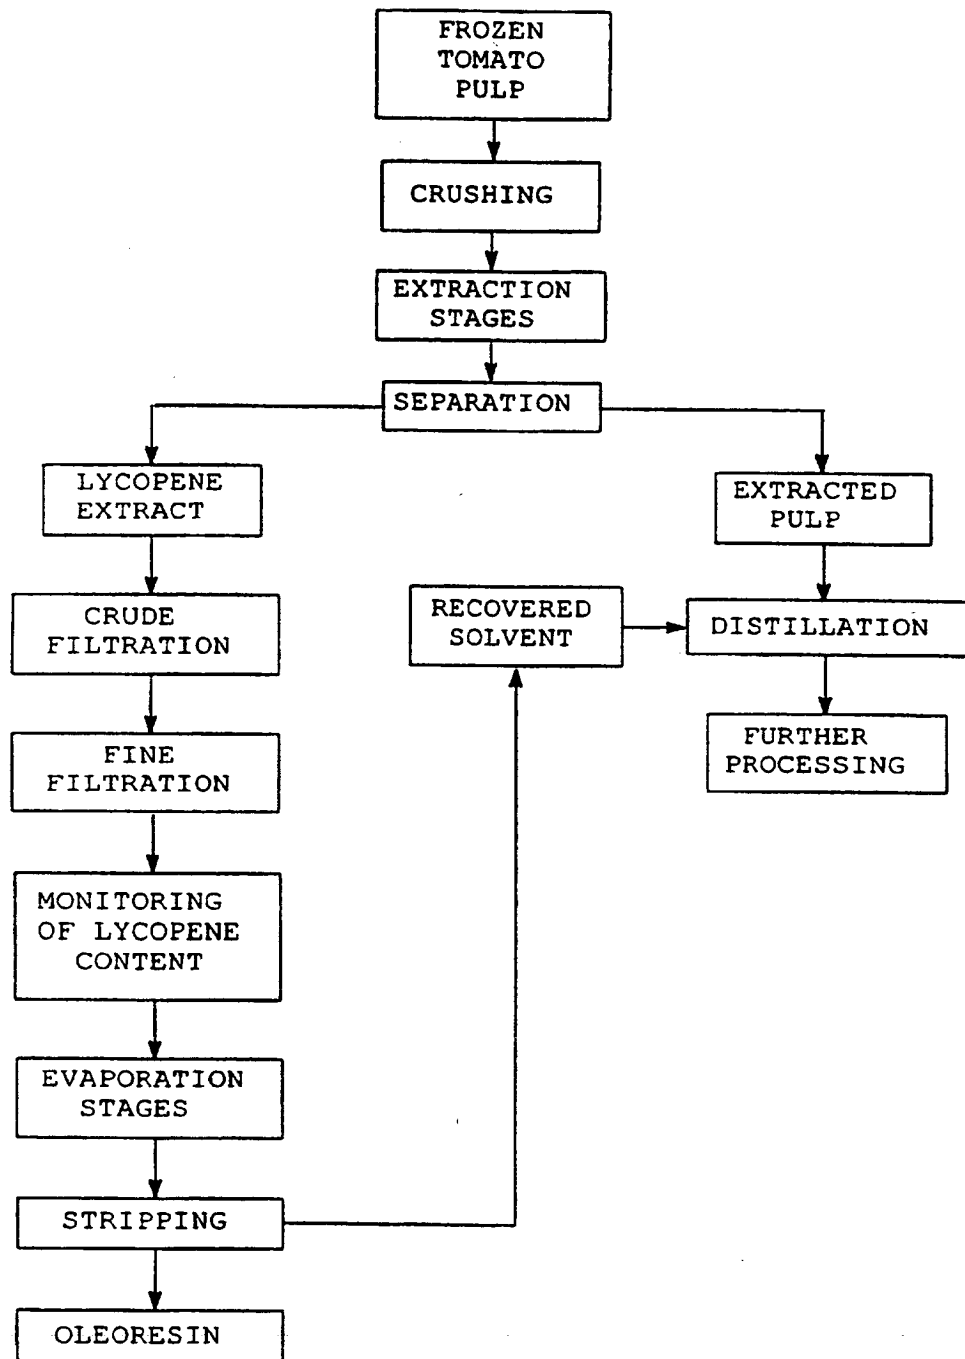 FROZEN
TOMATO
PULP
CRUSHING
EXTRACTION
STAGES
SEPARATION
LYCOPENE
EXTRACT
EXTRACTED
PULP
CRUDE
FILTRATION
RECOVERED
SOLVENT
DISTILLATION
FINE
FILTRATION
FURTHER
PROCESSING
MONITORING
OF LYCOPENE
CONTENT
EVAPORATION
STAGES
STRIPPING
OLEORESIN